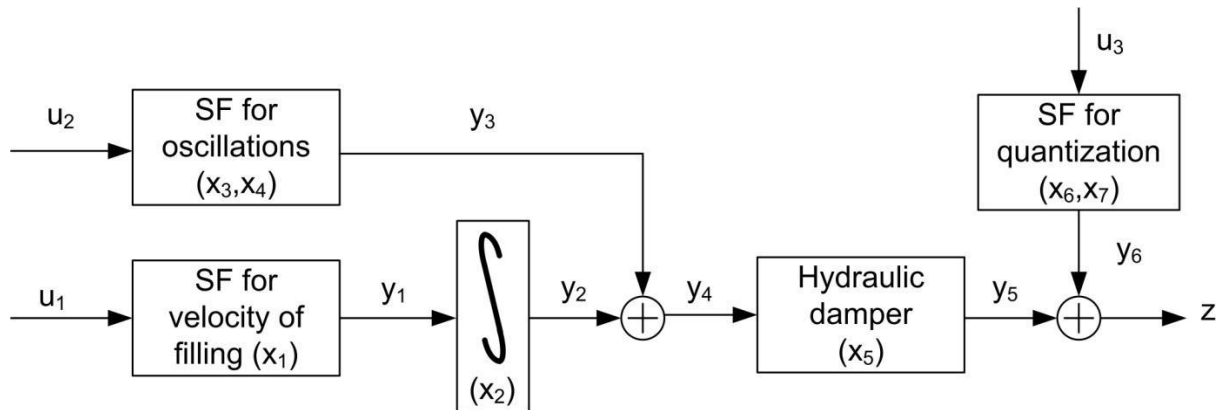 u₂
SF for
oscillations
(x₃,x₄)
y₃
u₃
SF for
quantization
(x₆,x₇)
y₆
u₁
SF for
velocity of
filling (x₁)
y₁
(x₂)
y₂
y₄
Hydraulic
damper
(x₅)
y₅
z